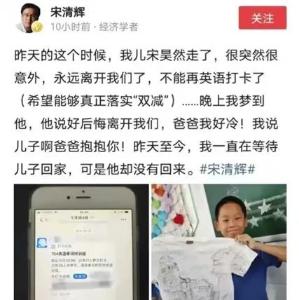 宋清辉
10小时前·经济学者
关注
昨天的这个时候，我儿宋昊然走了，很突然很
意外，永远离开我们了，不能再英语打卡了
（希望能够真正落实“双减”）……晚上我梦到
他，他说好后悔离开我们，爸爸我好冷！我说
儿子啊爸爸抱抱你！昨天至今，我一直在等待
儿子回家，可是他却没有回来。#宋清辉#